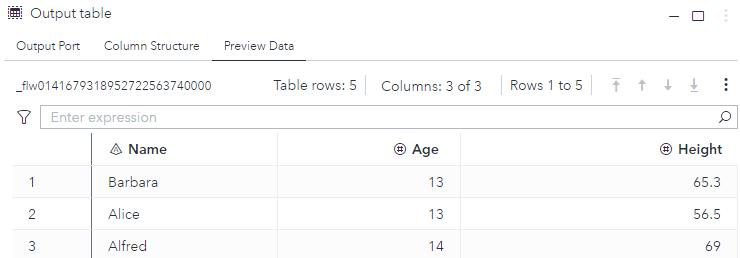 Output table
Output Port Column Structure Preview Data
_flw0141679318952722563740000 Table rows: 5 Columns: 3 of 3 Rows 1 to 5
Enter expression
Name Age Height
1 Barbara 13 65.3
2 Alice 13 56.5
3 Alfred 14 69